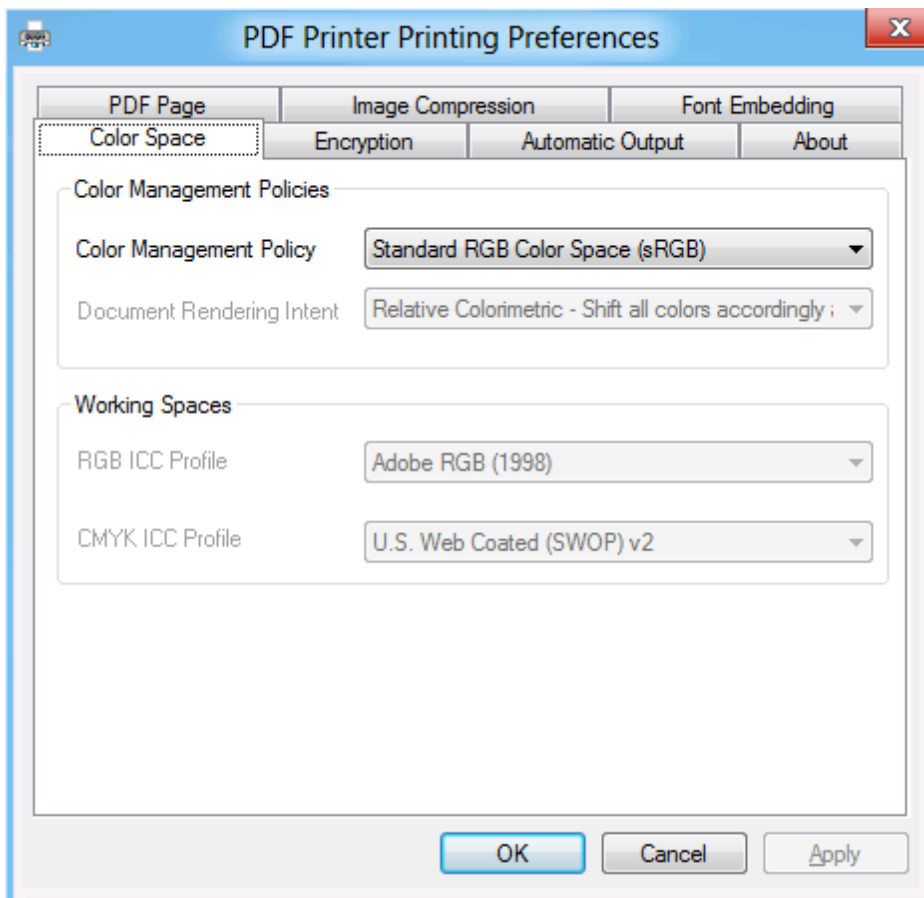 PDF Printer Printing Preferences
x
PDF Page Image Compression Font Embedding
Color Space Encryption Automatic Output About
Color Management Policies
Color Management Policy Standard RGB Color Space (sRGB)
Document Rendering Intent Relative Colorimetric - Shift all colors accordingly
Working Spaces
RGB ICC Profile Adobe RGB (1998)
CMYK ICC Profile U.S. Web Coated (SWOP) v2
OK Cancel Apply